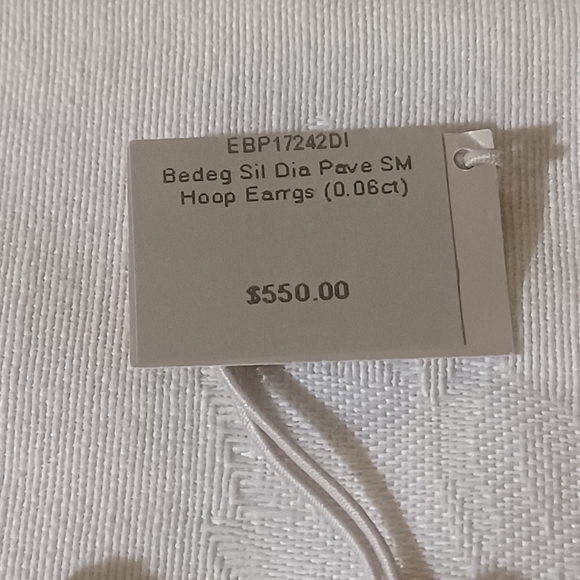 EBP17242DI
Bedeg Sil Dia Pave SM
Hoop Earrgs (0.06ct)
$550.00